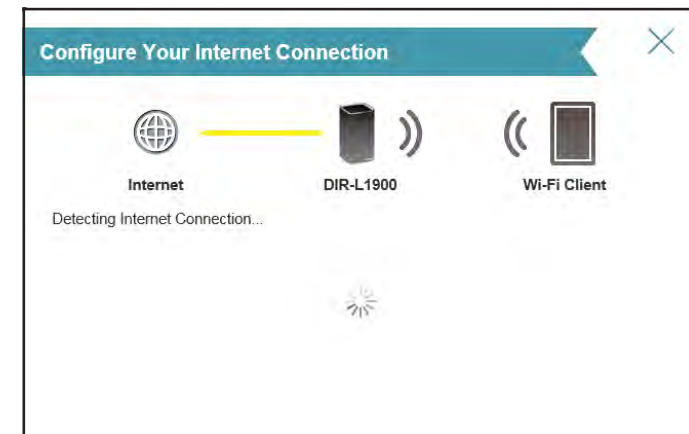 Configure Your Internet Connection
Internet
DIR-L1900
Wi-Fi Client
Detecting Internet Connection...